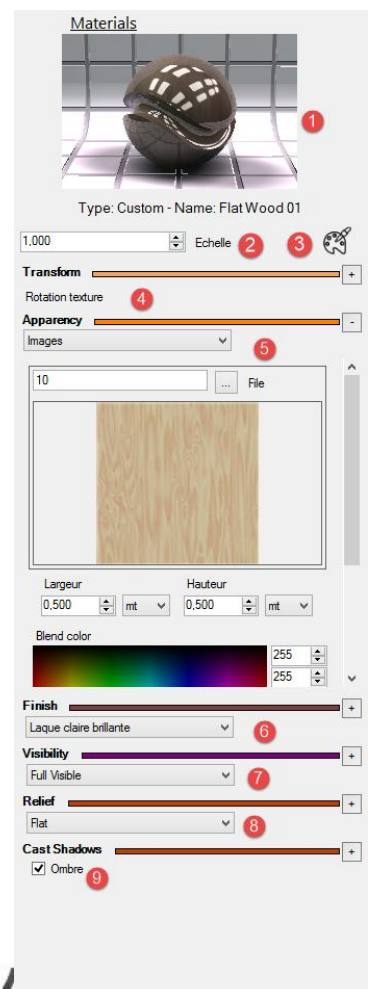 Materials
1
Type: Custom - Name: Flat Wood 01
1,000 Echelle 2 3
Transform +
Rotation texture 4
Apparency -
Images 5
10 ... File
Largeur Hauteur
0,500 mt 0,500 mt
Blend color
255
255
Finish +
Laque claire brillante 6
Visibility +
Full Visible 7
Relief +
Flat 8
Cast Shadows +
Ombre 9